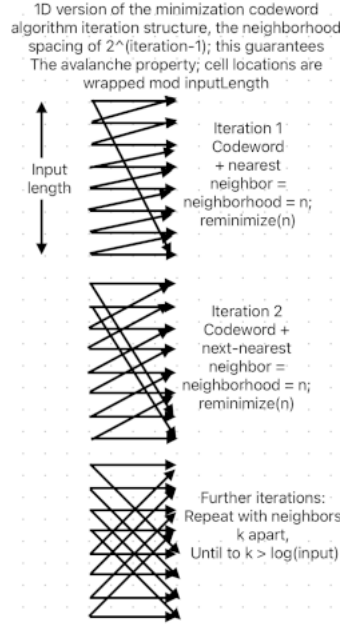 1D version of the minimization codeword
algorithm iteration structure, the neighborhood
spacing of 2^(iteration-1); this guarantees
The avalanche property; cell locations are
wrapped mod inputLength
Input
length
Iteration 1
Codeword
+ nearest
neighbor =
neighborhood = n;
reminimize(n)
Iteration 2
Codeword +
next-nearest
neighbor =
neighborhood = n;
reminimize(n)
Further iterations:
Repeat with neighbors
k apart,
Until to k > log(input)